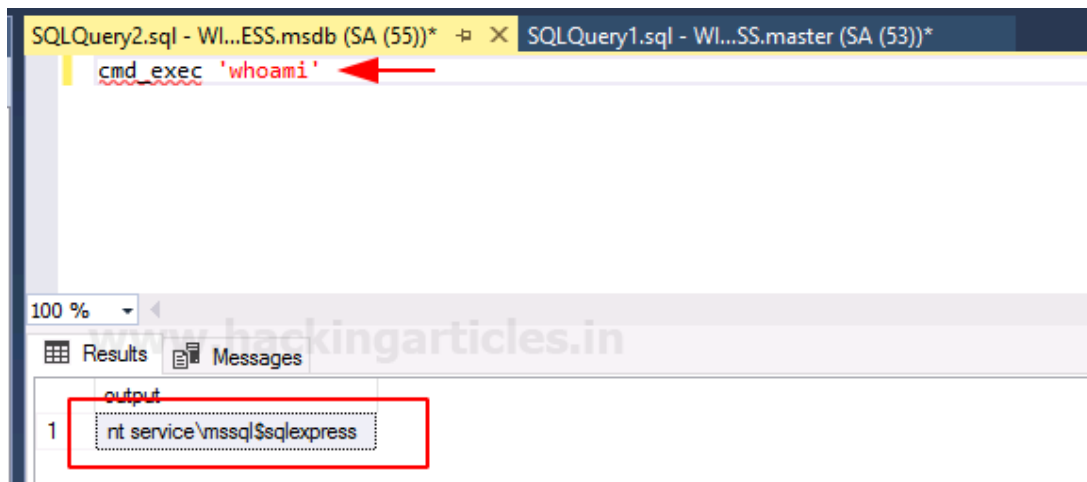 SQLQuery2.sql - WI...ESS.msdb (SA (55))* SQLQuery1.sql - WI...SS.master (SA (53))*
cmd_exec 'whoami'
100 %
www.hackingarticles.in
Results Messages
output
1 nt service\mssql$sqlexpress